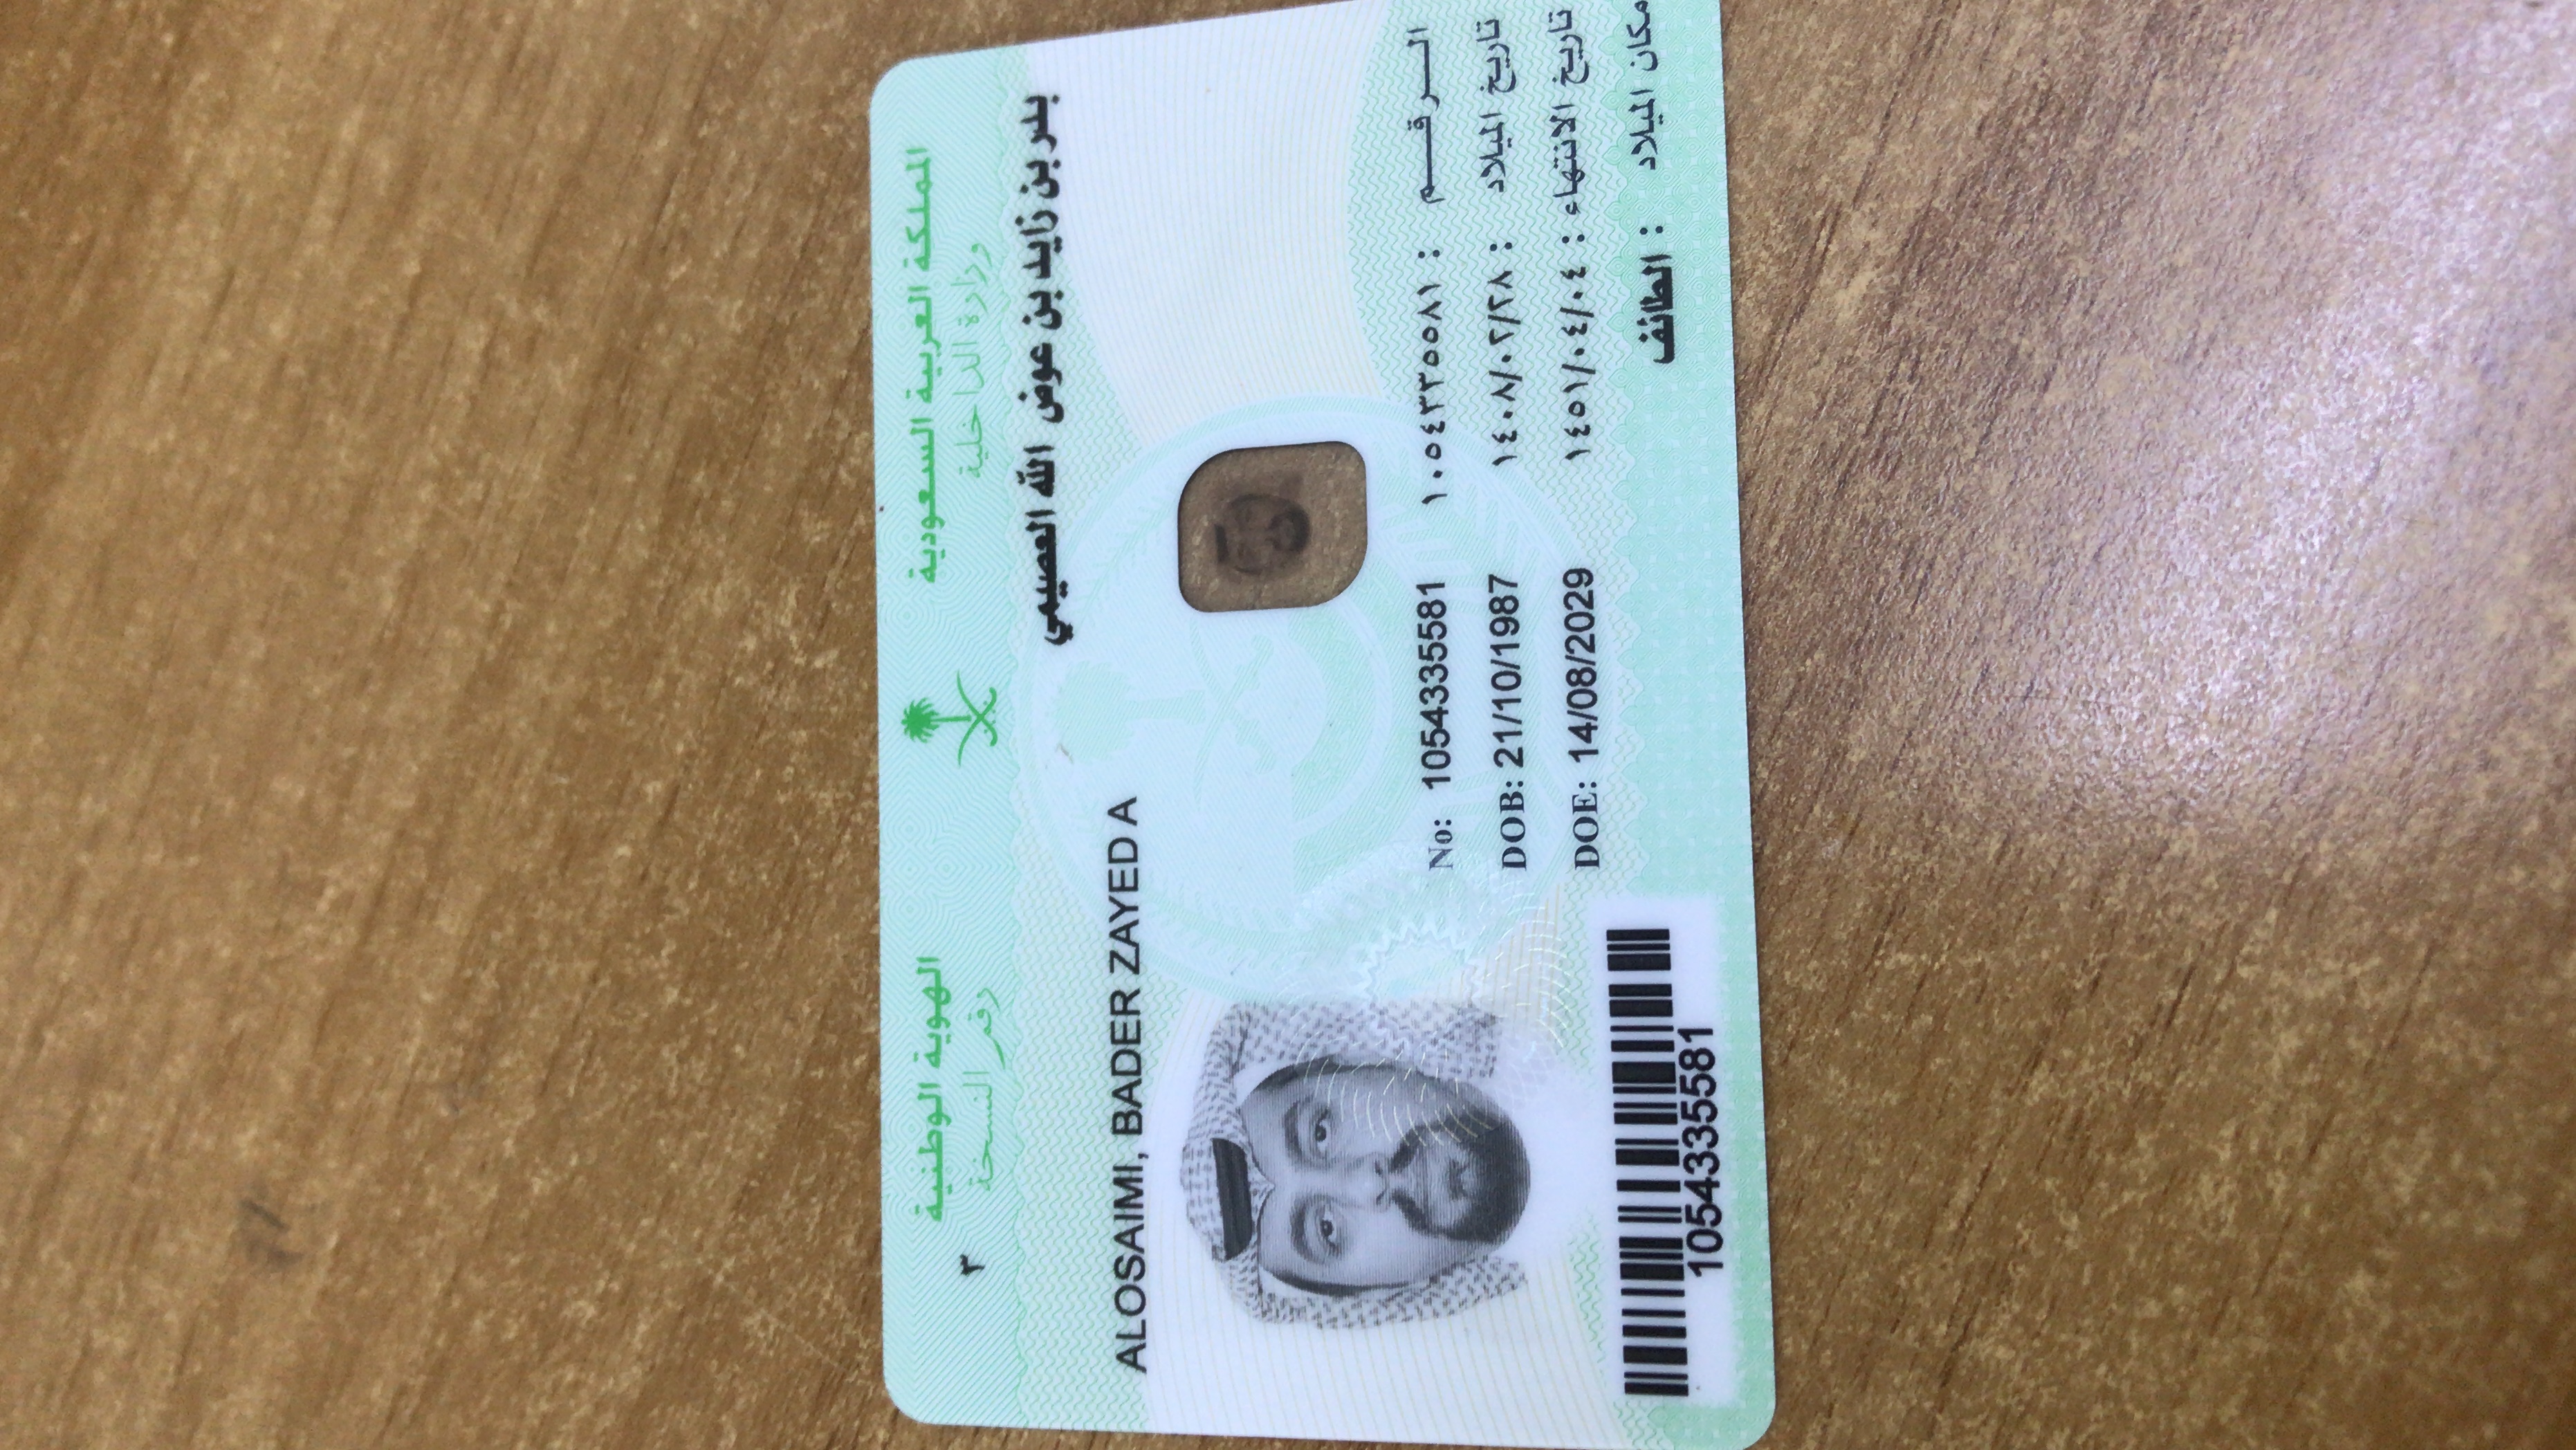 المملكة العربية السعودية
وزارة الداخلية
الهوية الوطنية
رقم النسخة ٣
بدر بن زايد بن عوض الله العصيمي
ALOSAIMI, BADER ZAYED A
الرقم : ١٠٥٤٣٣٥٥٨١
No: 1054335581
تاريخ الميلاد : ١٤٠٨/٠٢/٢٨
DOB: 21/10/1987
تاريخ الانتهاء : ١٤٥١/٠٤/٠٤
DOE: 14/08/2029
مكان الميلاد : الطائف
1054335581